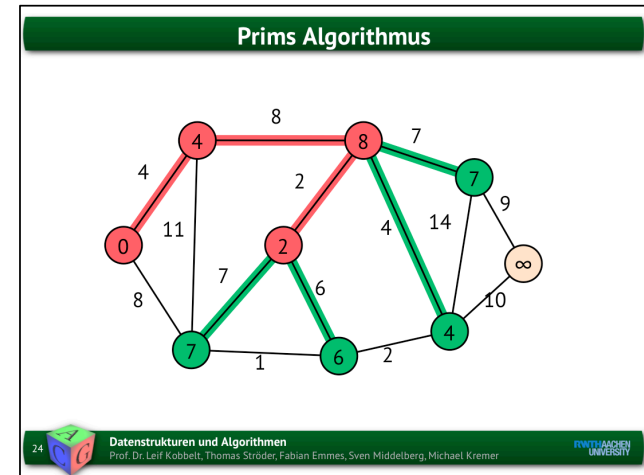 Prims Algorithmus
8
4 8 7
4 2 7
9
11 4 14
0 2
∞
7 6
8 10
7 6 4
1 2
24 A C G Datenstrukturen und Algorithmen
Prof. Dr. Leif Kobbelt, Thomas Ströder, Fabian Emmes, Sven Middelberg, Michael Kremer
RWTH AACHEN
UNIVERSITY